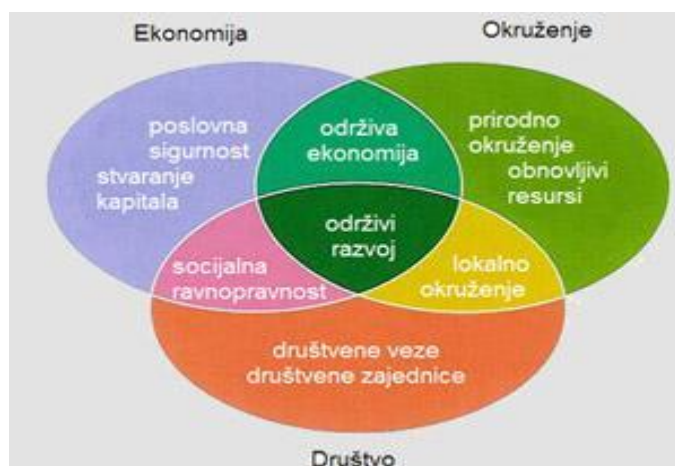 Ekonomija
Okruženje
poslovna
sigurnost
stvaranje
kapitala
održiva
ekonomija
prirodno
okruženje
obnovljivi
resursi
održivi
razvoj
socijalna
ravnopravnost
lokalno
okruženje
društvene veze
društvene zajednice
Društvo